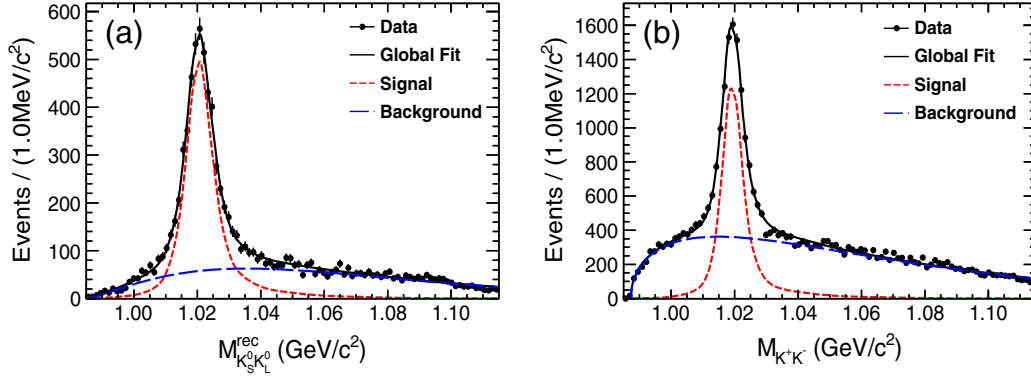 (a)
Data
Global Fit
Signal
Background
Events / (1.0MeV/c²)
600
500
400
300
200
100
0
1.00 1.02 1.04 1.06 1.08 1.10
M^rec_{K⁰_S K⁰_L} (GeV/c²)
(b)
Data
Global Fit
Signal
Background
Events / (1.0MeV/c²)
1600
1400
1200
1000
800
600
400
200
0
1.00 1.02 1.04 1.06 1.08 1.10
M_{K⁺K⁻} (GeV/c²)